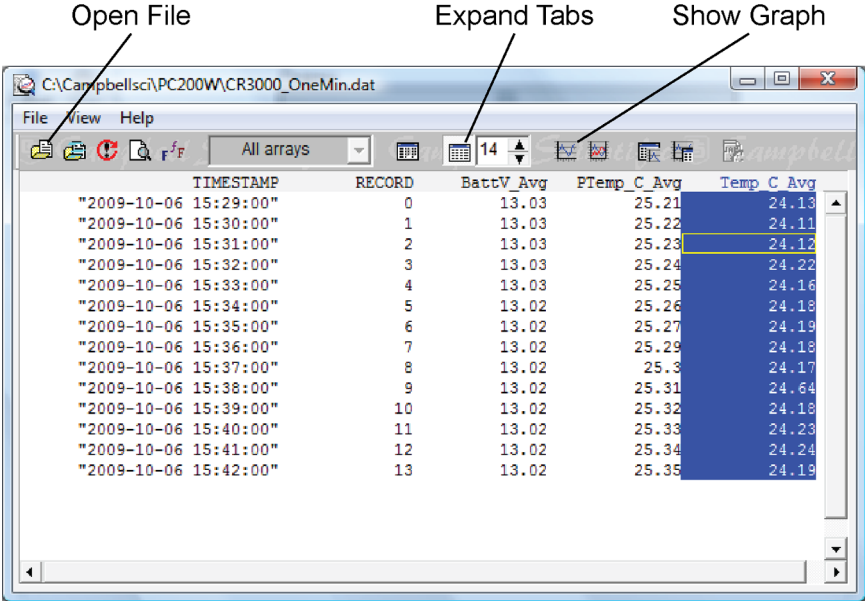 Open File Expand Tabs Show Graph
C:\Campbellsci\PC200W\CR3000_OneMin.dat
File View Help
All arrays 14
TIMESTAMP RECORD BattV_Avg PTemp_C_Avg Temp_C_Avg
"2009-10-06 15:29:00" 0 13.03 25.21 24.13
"2009-10-06 15:30:00" 1 13.03 25.22 24.11
"2009-10-06 15:31:00" 2 13.03 25.23 24.12
"2009-10-06 15:32:00" 3 13.03 25.24 24.22
"2009-10-06 15:33:00" 4 13.03 25.25 24.16
"2009-10-06 15:34:00" 5 13.02 25.26 24.18
"2009-10-06 15:35:00" 6 13.02 25.27 24.19
"2009-10-06 15:36:00" 7 13.02 25.29 24.18
"2009-10-06 15:37:00" 8 13.02 25.3 24.17
"2009-10-06 15:38:00" 9 13.02 25.31 24.64
"2009-10-06 15:39:00" 10 13.02 25.32 24.18
"2009-10-06 15:40:00" 11 13.02 25.33 24.23
"2009-10-06 15:41:00" 12 13.02 25.34 24.24
"2009-10-06 15:42:00" 13 13.02 25.35 24.19